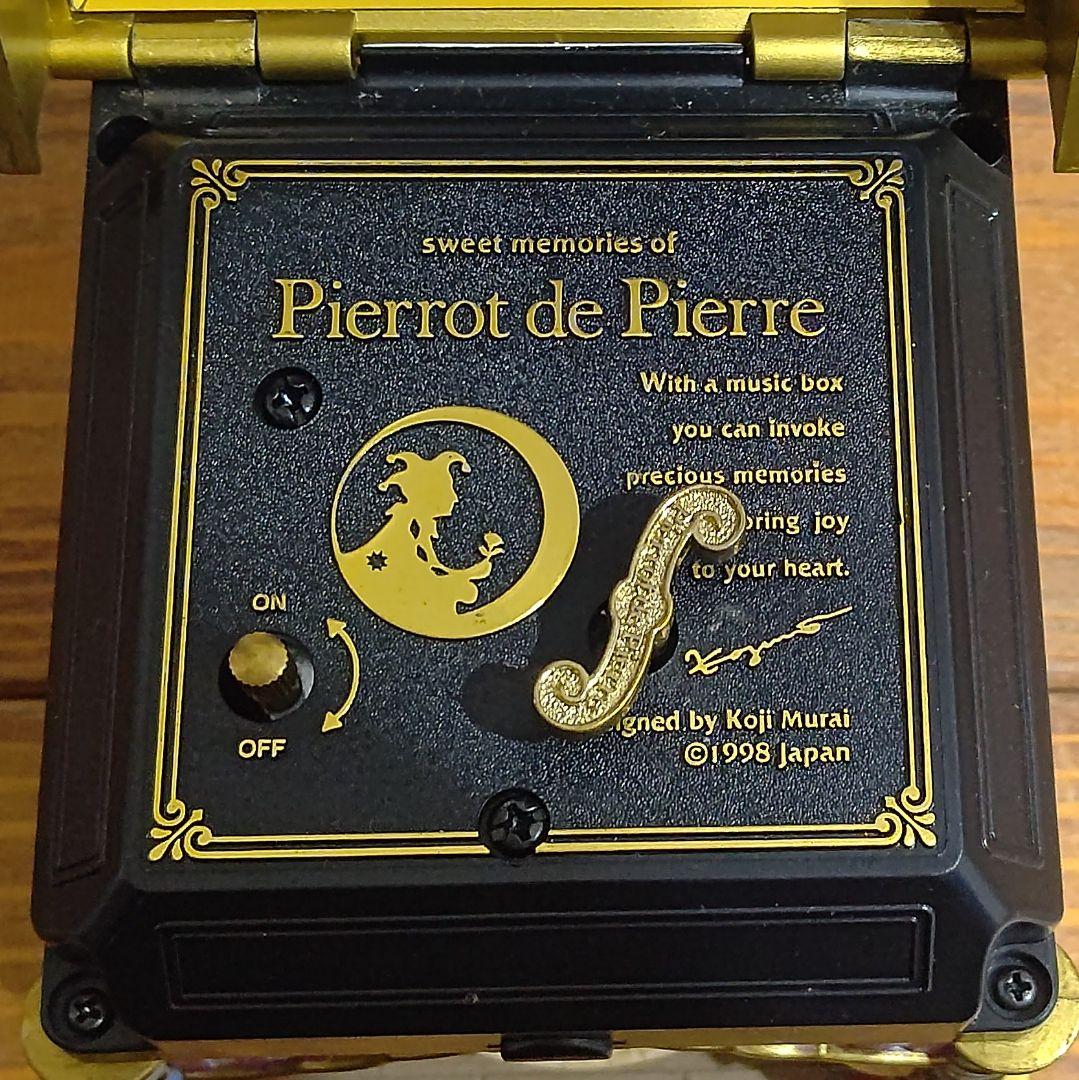 sweet memories of
Pierrot de Pierre
With a music box
you can invoke
precious memories
joy
to your heart.
ON
OFF
by Koji Murai
©1998 Japan